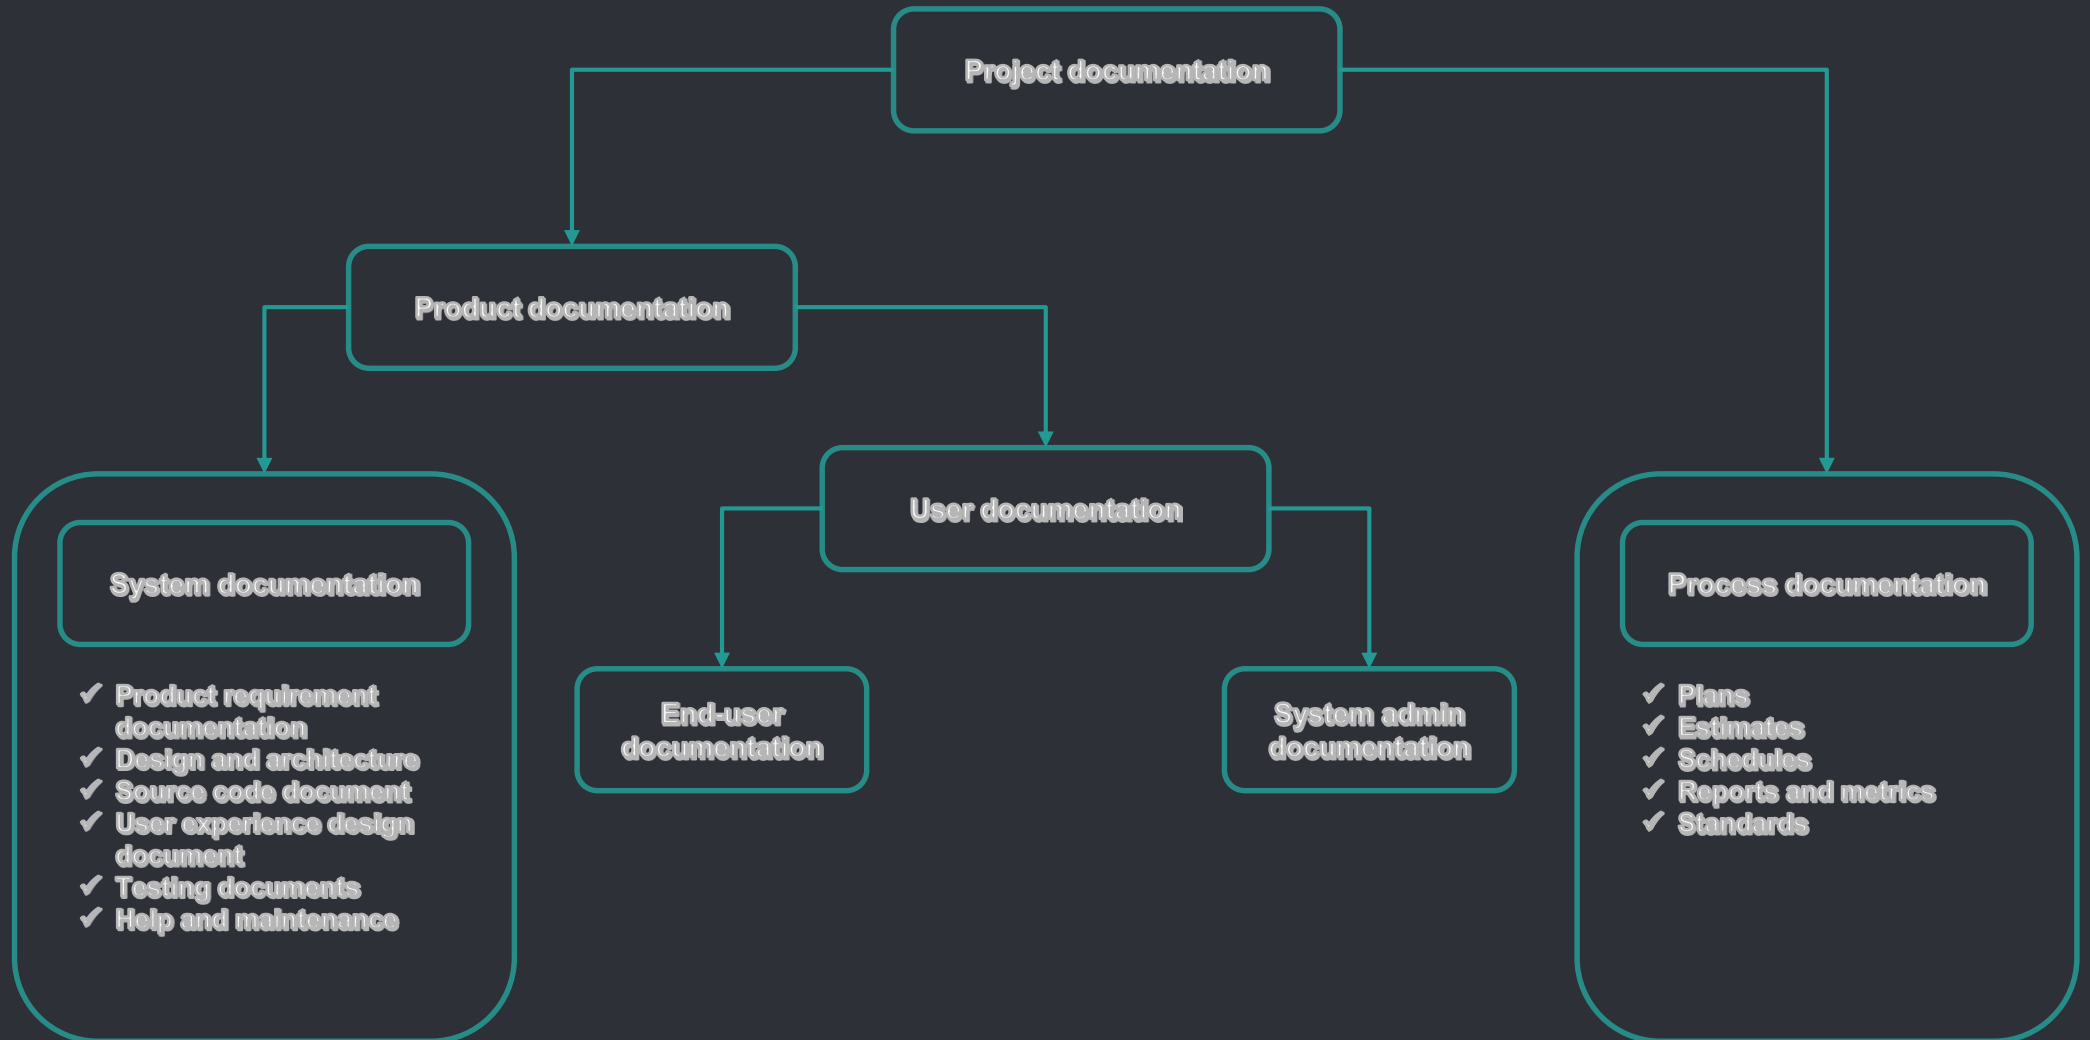 Project documentation
Product documentation
User documentation
System documentation
✔ Product requirement
documentation
✔ Design and architecture
✔ Source code document
✔ User experience design
document
✔ Testing documents
✔ Help and maintenance
End-user
documentation
System admin
documentation
Process documentation
✔ Plans
✔ Estimates
✔ Schedules
✔ Reports and metrics
✔ Standards